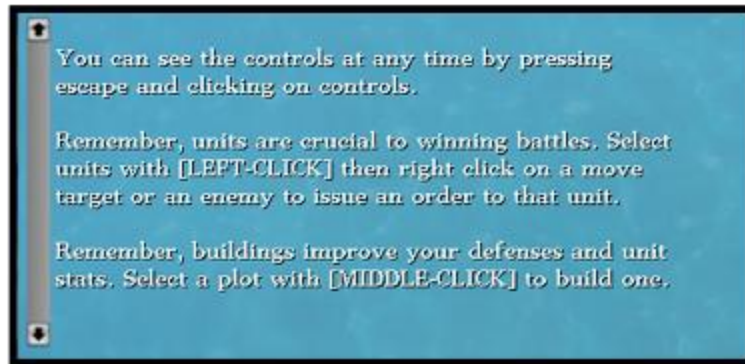 You can see the controls at any time by pressing
escape and clicking on controls.
Remember, units are crucial to winning battles. Select
units with [LEFT-CLICK] then right click on a move
target or an enemy to issue an order to that unit.
Remember, buildings improve your defenses and unit
stats. Select a plot with [MIDDLE-CLICK] to build one.